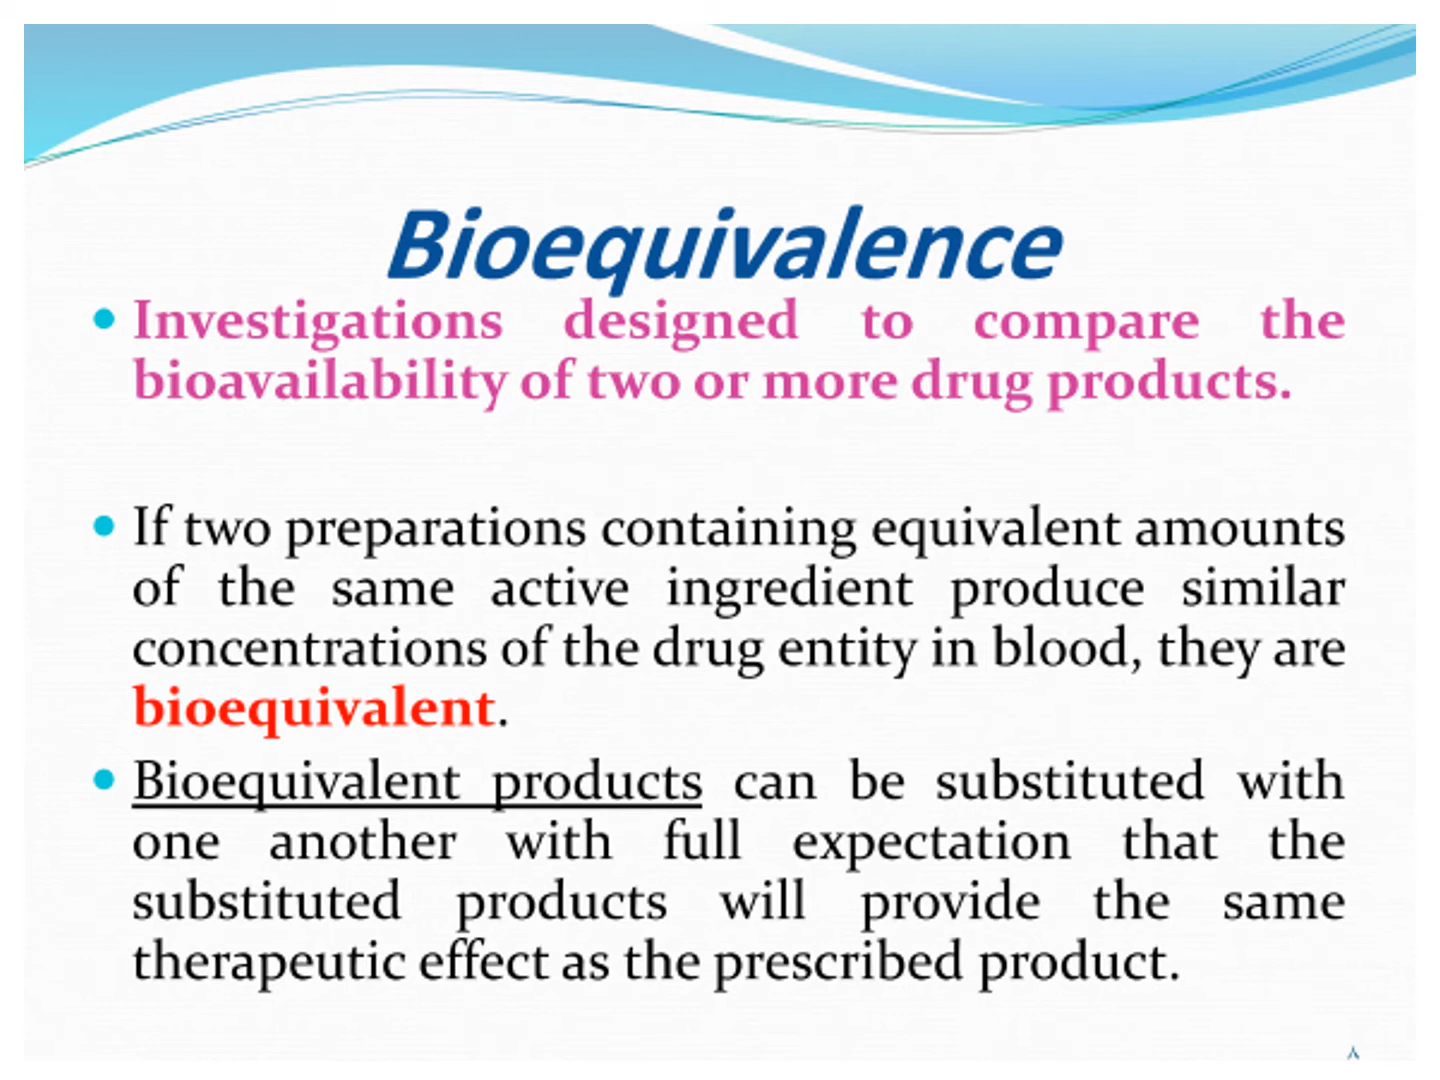 Bioequivalence
• Investigations designed to compare the
bioavailability of two or more drug products.
• If two preparations containing equivalent amounts
of the same active ingredient produce similar
concentrations of the drug entity in blood, they are
bioequivalent.
• Bioequivalent products can be substituted with
one another with full expectation that the
substituted products will provide the same
therapeutic effect as the prescribed product.
٨